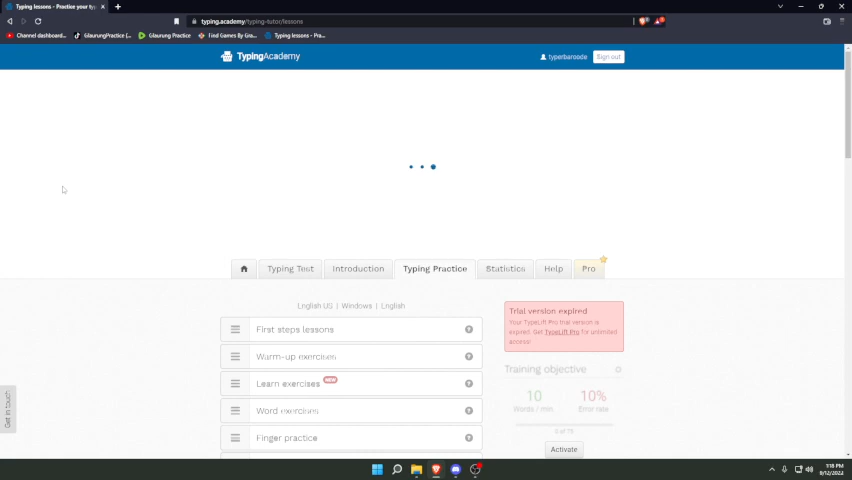 Typing lessons - Practice your typ
typing.academy/typing-tutor/lessons
Channel dashboard...
GlaurungPractice (...
Glaurung Practice
Find Games By Gra...
Typing lessons - Pra...
TypingAcademy
typerbarcode
Sign out
Typing Test
Introduction
Typing Practice
Statistics
Help
Pro
English US | Windows | English
First steps lessons
Warm-up exercises
Learn exercises NEW
Word exercises
Finger practice
Trial version expired
Your TypeLift Pro trial version is
expired. Get TypeLift Pro for unlimited
access!
Training objective
10
10%
Words / min.
Error rate
0 of 75
Activate
Get in touch
1:18 PM